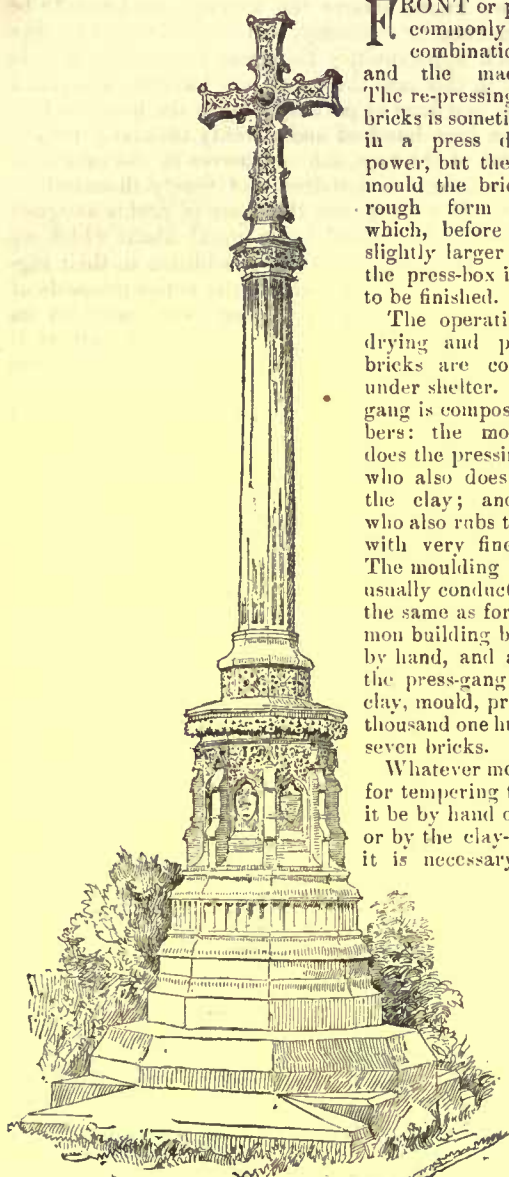 FRONT or p
commonly
combinatio
and the mac
The re-pressing
bricks is someti
in a press d
power, but the
mould the bric
rough form
which, before
slightly larger
the press-box i
to be finished.
The operati
drying and p
bricks are co
under shelter.
gang is compos
bers: the mo
does the pressin
who also does
the clay; and
who also rubs t
with very fine
The moulding
usually conduct
the same as for
mon building b
by hand, and a
the press-gang
clay, mould, pr
thousand one hu
seven bricks.
Whatever mo
for tempering t
it be by hand o
or by the clay-
it is necessary